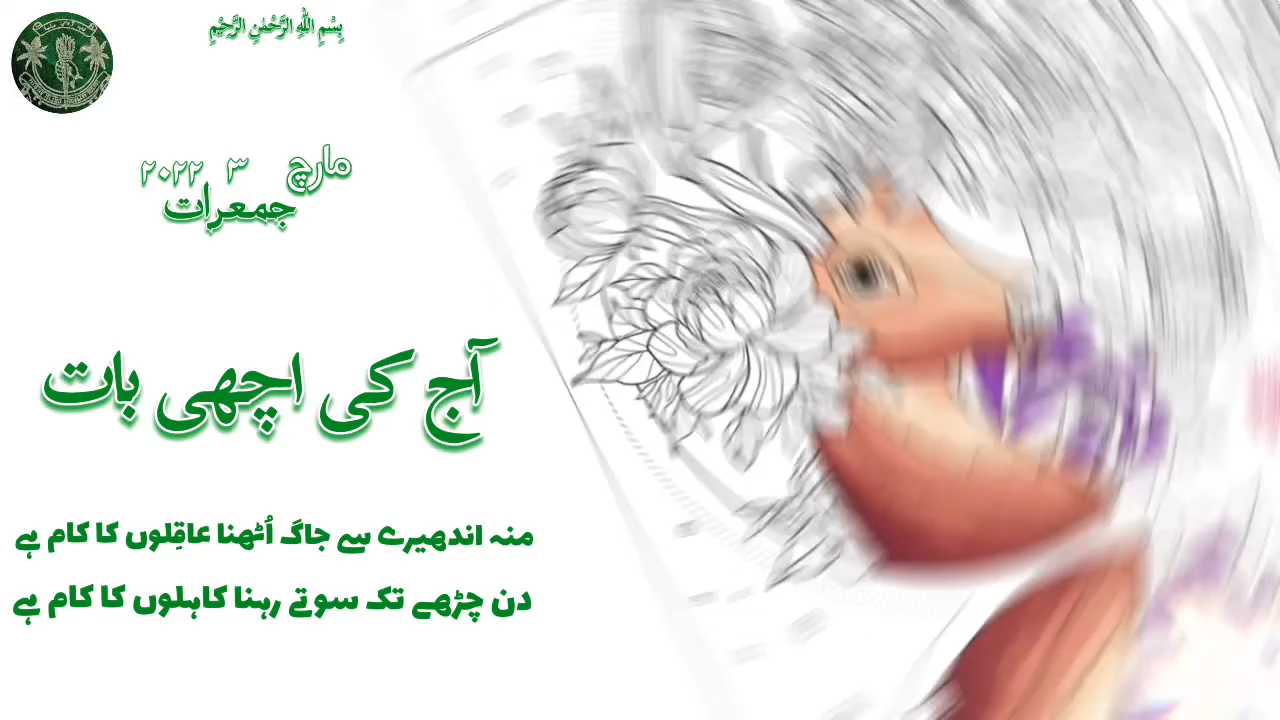 بِسْمِ اللّٰهِ الرَّحْمٰنِ الرَّحِيْمِ
مارچ ۳ ۲۰۲۲
جمعرات
آج کی اچھی بات
منہ اندھیرے سے جاگ اُٹھنا عاقِلوں کا کام ہے
دن چڑھے تک سوتے رہنا کاہلوں کا کام ہے